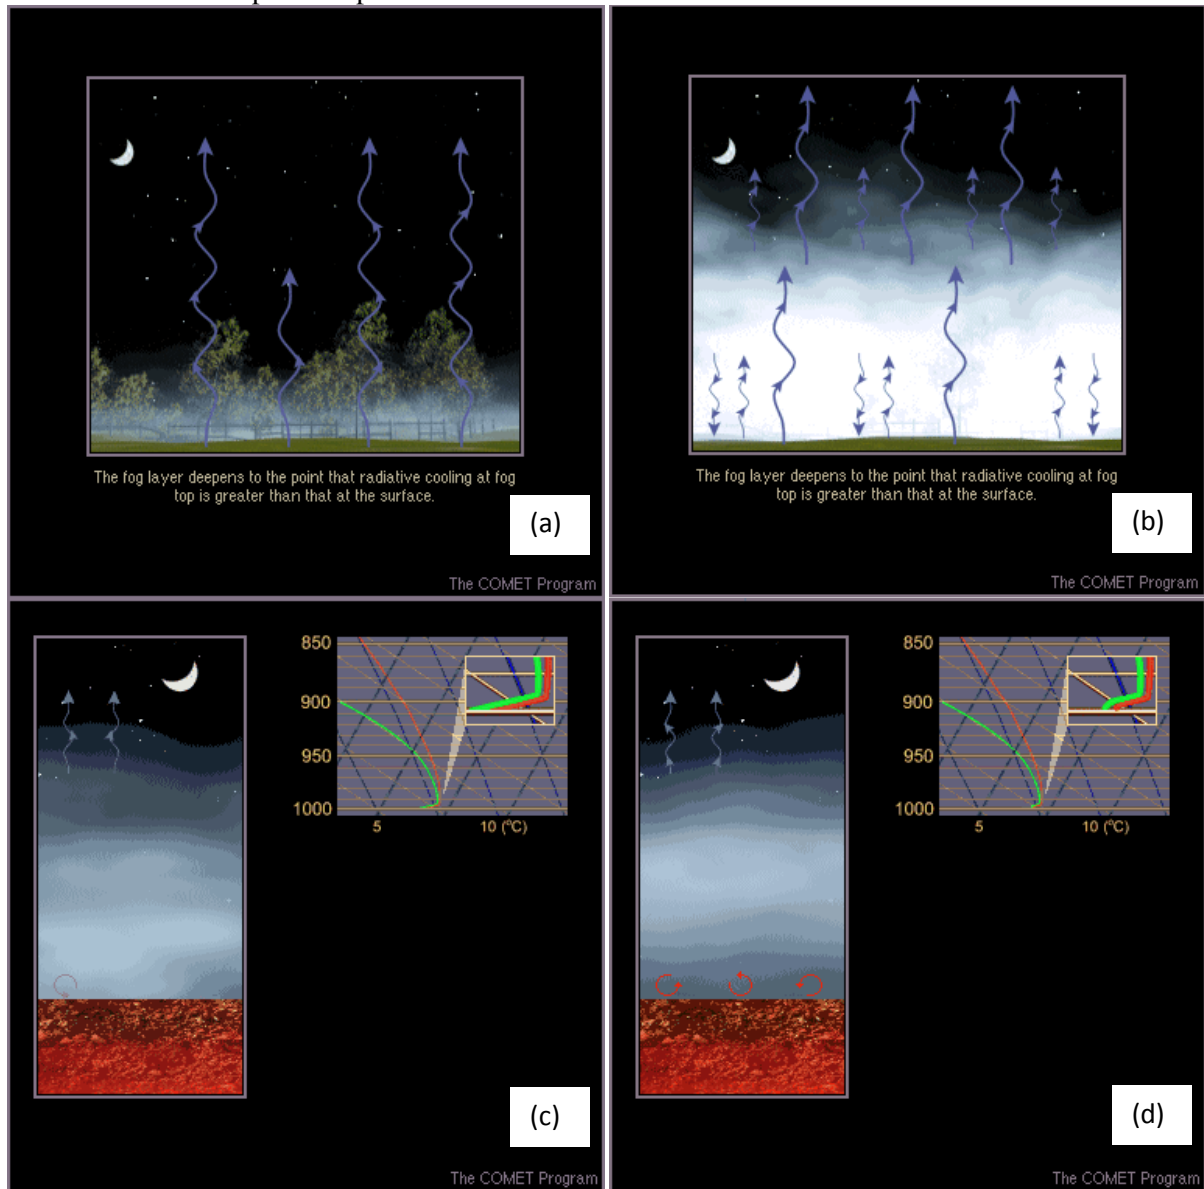 The fog layer deepens to the point that radiative cooling at fog
top is greater than that at the surface.
(a)
The COMET Program
The fog layer deepens to the point that radiative cooling at fog
top is greater than that at the surface.
(b)
The COMET Program
850
900
950
1000
5
10 (°C)
(c)
The COMET Program
850
900
950
1000
5
10 (°C)
(d)
The COMET Program